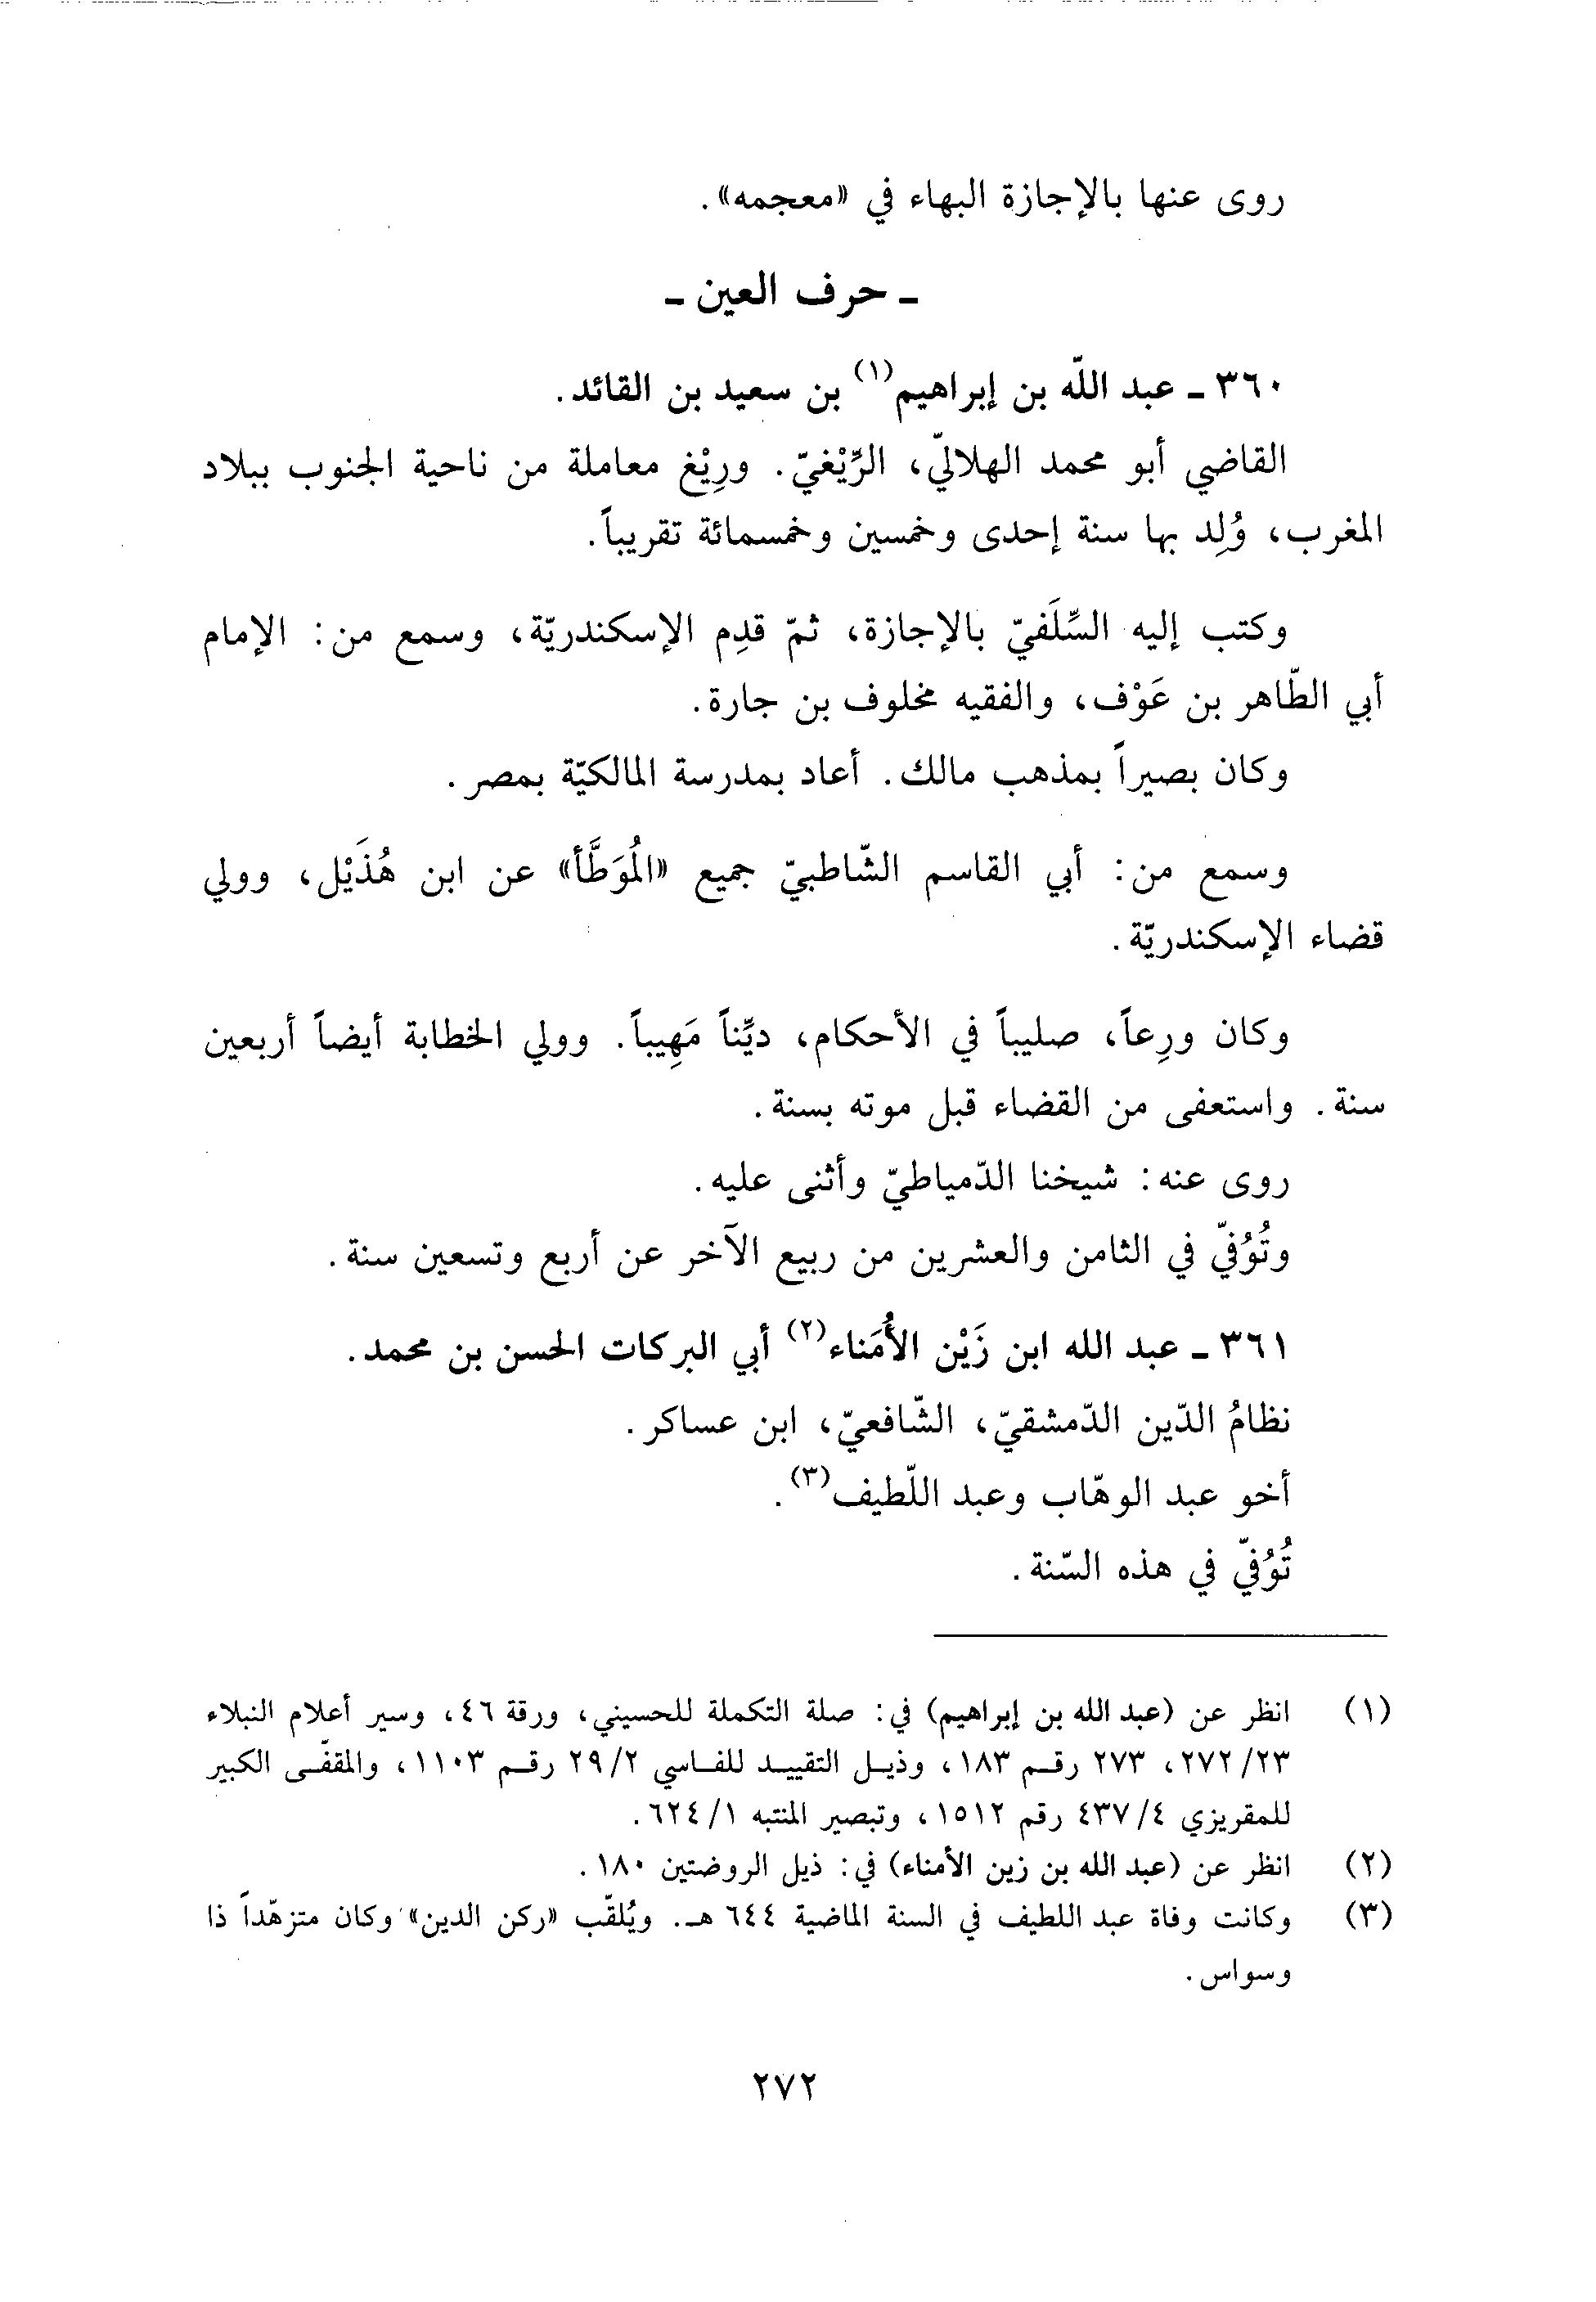 روى عنها بالإجازة البهاء في «معجمه».
ـ حرف العين ـ
٣٦٠ ـ عبد اللّه بن إبراهيم(١) بن سعيد بن القائد.
القاضي أبو محمد الهلاليّ، الرِّيْغيّ. ورِيْغ معاملة من ناحية الجنوب ببلاد
المغرب، وُلِد بها سنة إحدى وخمسين وخمسمائة تقريباً.
وكتب إليه السِّلَفيّ بالإجازة، ثمّ قدِم الإسكندريّة، وسمع من: الإمام
أبي الطّاهر بن عَوْف، والفقيه مخلوف بن جارة.
وكان بصيراً بمذهب مالك. أعاد بمدرسة المالكيّة بمصر.
وسمع من: أبي القاسم الشّاطبيّ جميع «المُوَطَّأ» عن ابن هُذَيْل، وولي
قضاء الإسكندريّة.
وكان ورِعاً، صليباً في الأحكام، ديِّناً مَهِيباً. وولي الخطابة أيضاً أربعين
سنة. واستعفى من القضاء قبل موته بسنة.
روى عنه: شيخنا الدّمياطيّ وأثنى عليه.
وتُوُفيّ في الثامن والعشرين من ربيع الآخر عن أربع وتسعين سنة.
٣٦١ ـ عبد الله ابن زَيْن الأُمَناء(٢) أبي البركات الحسن بن محمد.
نظامُ الدّين الدّمشقيّ، الشّافعيّ، ابن عساكر.
أخو عبد الوهّاب وعبد اللّطيف(٣).
تُوُفيّ في هذه السّنة.
(١) انظر عن (عبد الله بن إبراهيم) في: صلة التكملة للحسيني، ورقة ٤٦، وسير أعلام النبلاء
٢٣/ ٢٧٢، ٢٧٣ رقم ١٨٣، وذيل التقييد للفاسي ٢/ ٢٩ رقم ١١٠٣، والمقفّى الكبير
للمقريزي ٤/ ٤٣٧ رقم ١٥١٢، وتبصير المنتبه ١/ ٦٢٤.
(٢) انظر عن (عبد الله بن زين الأمناء) في: ذيل الروضتين ١٨٠.
(٣) وكانت وفاة عبد اللطيف في السنة الماضية ٦٤٤ هـ. ويُلقّب «ركن الدين» وكان متزهّداً ذا
وسواس.
٢٧٢